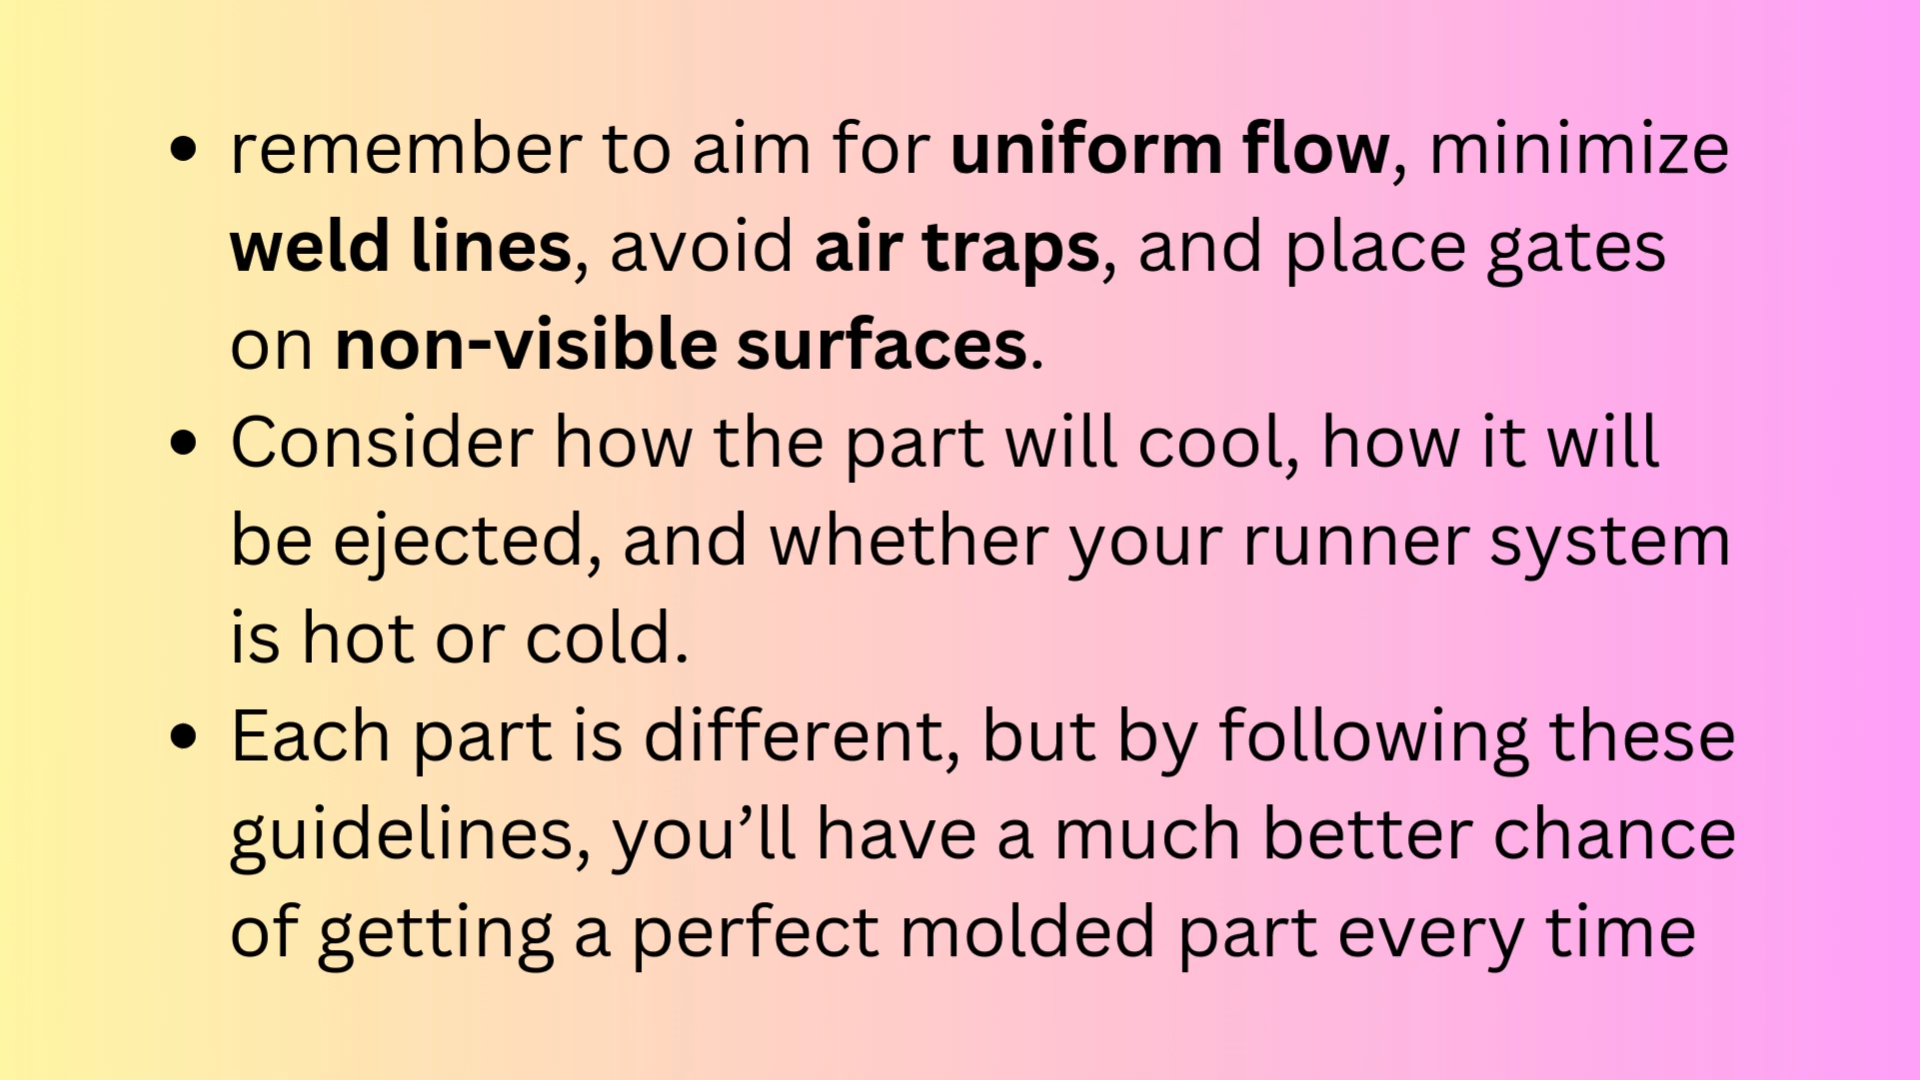 • remember to aim for uniform flow, minimize
weld lines, avoid air traps, and place gates
on non-visible surfaces.
• Consider how the part will cool, how it will
be ejected, and whether your runner system
is hot or cold.
• Each part is different, but by following these
guidelines, you’ll have a much better chance
of getting a perfect molded part every time